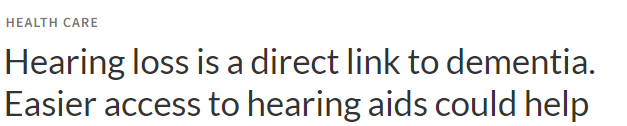 HEALTH CARE
Hearing loss is a direct link to dementia.
Easier access to hearing aids could help